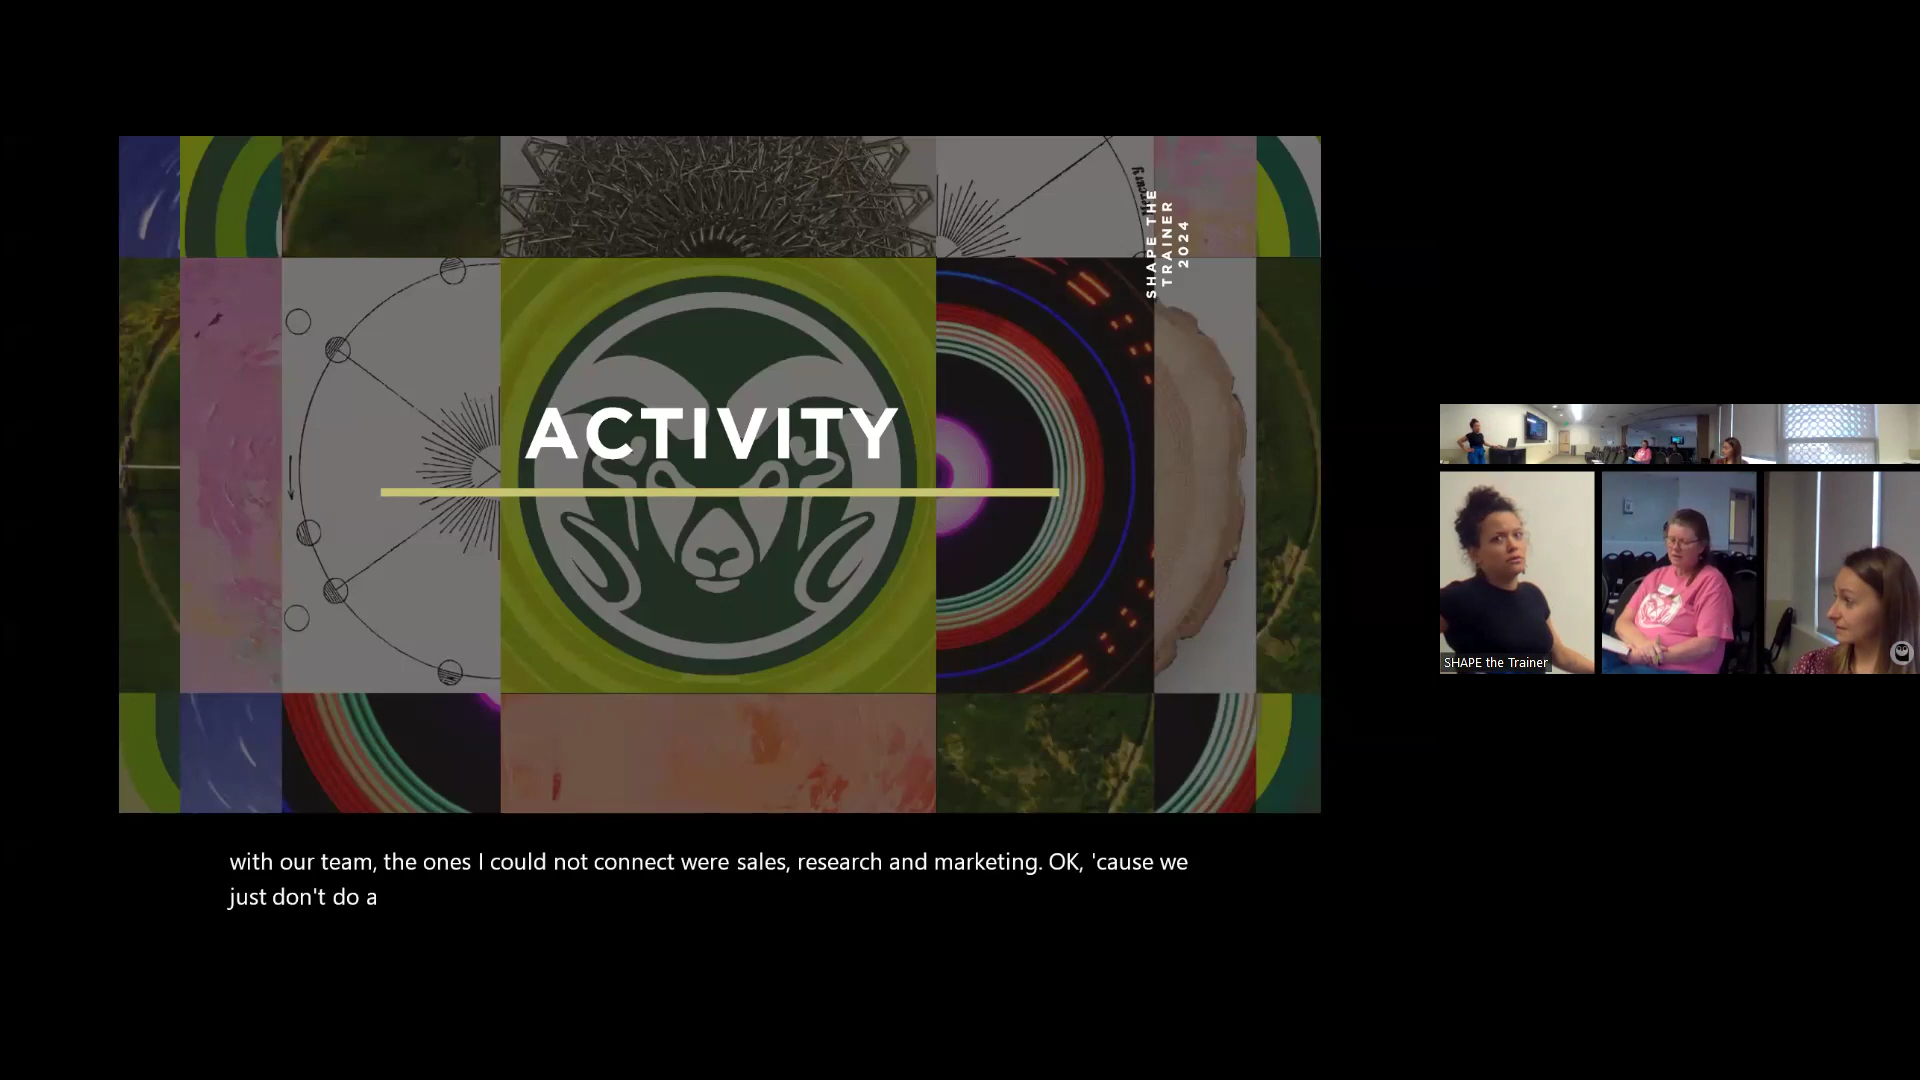 SHAPE THE
TRAINER
2024
ACTIVITY
SHAPE the Trainer
with our team, the ones I could not connect were sales, research and marketing. OK, 'cause we
just don't do a